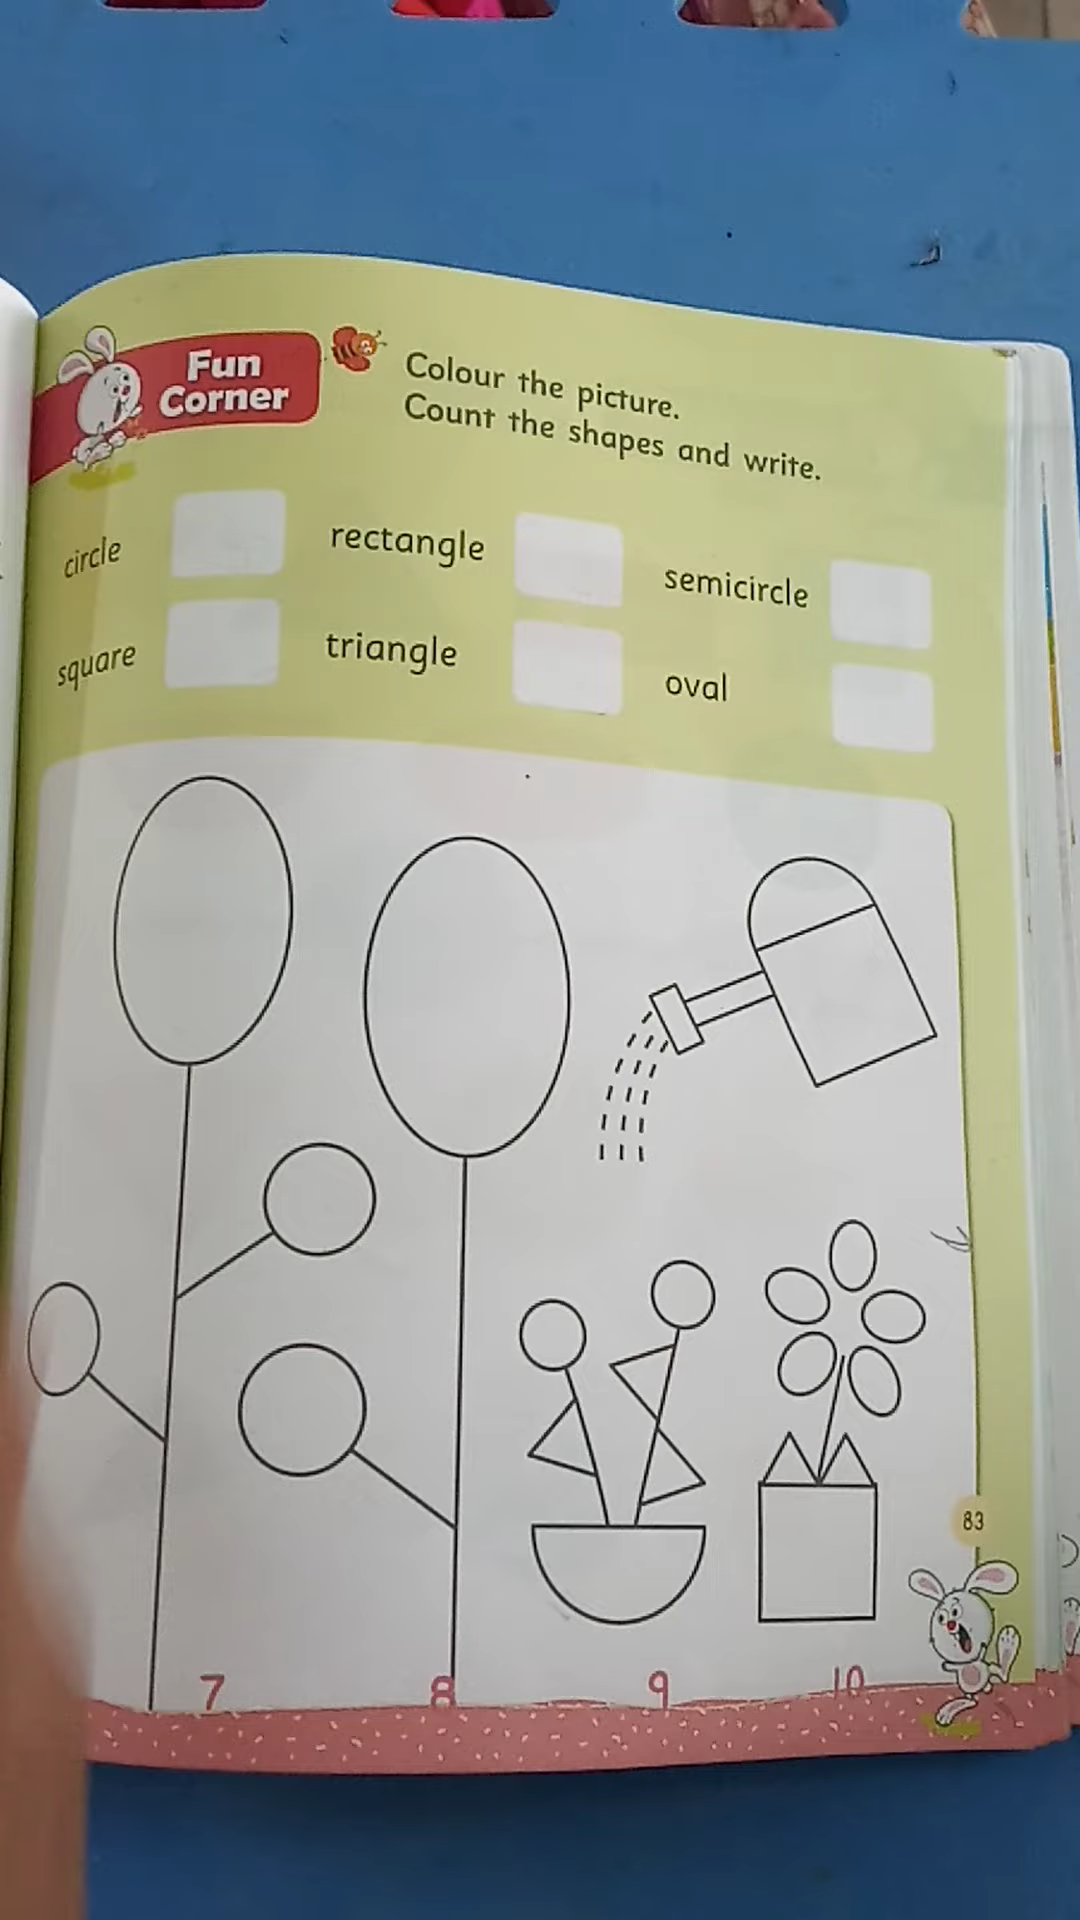 Fun
Corner
Colour the picture.
Count the shapes and write.
circle
rectangle
semicircle
square
triangle
oval
83
7 8 9 10